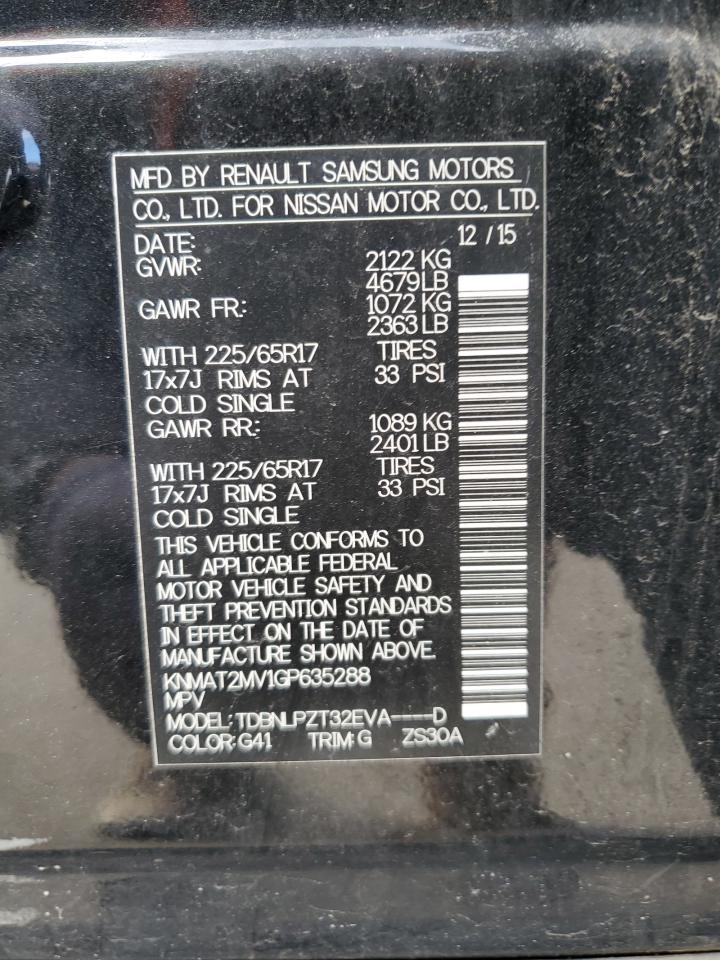 MFD BY RENAULT SAMSUNG MOTORS
CO., LTD. FOR NISSAN MOTOR CO., LTD.
DATE: 12 / 15
GVWR: 2122 KG
4679 LB
GAWR FR.: 1072 KG
2363 LB
WITH 225/65R17 TIRES
17x7J RIMS AT 33 PSI
COLD SINGLE
GAWR RR.: 1089 KG
2401 LB
WITH 225/65R17 TIRES
17x7J RIMS AT 33 PSI
COLD SINGLE
THIS VEHICLE CONFORMS TO
ALL APPLICABLE FEDERAL
MOTOR VEHICLE SAFETY AND
THEFT PREVENTION STANDARDS
IN EFFECT ON THE DATE OF
MANUFACTURE SHOWN ABOVE.
KNMAT2MV1GP635288
MPV
MODEL: TDBNLPZT32EVA----D
COLOR: G41 TRIM: G ZS30A